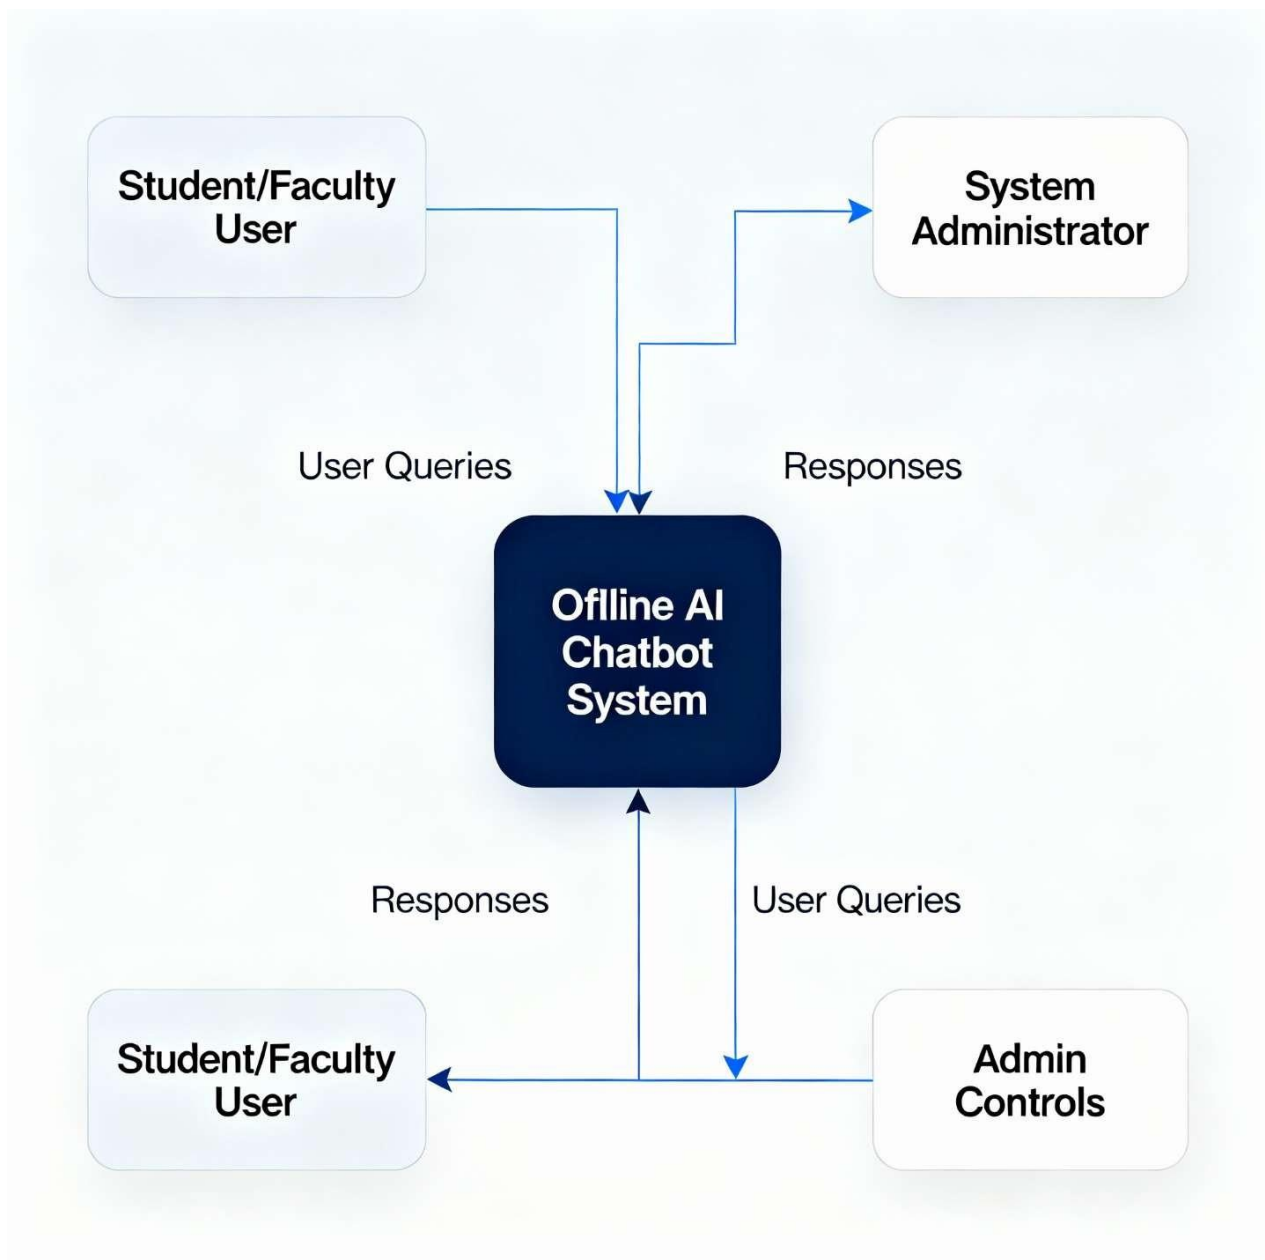 Student/Faculty
User
System
Administrator
User Queries
Responses
Oflline AI
Chatbot
System
Responses
User Queries
Student/Faculty
User
Admin
Controls